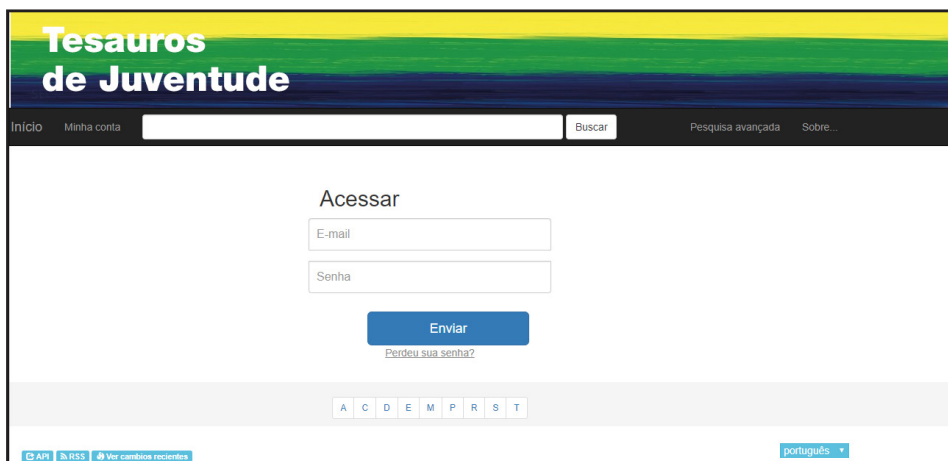 Tesauros
de Juventude
Início Minha conta Buscar Pesquisa avançada Sobre...
Acessar
E-mail
Senha
Enviar
Perdeu sua senha?
A C D E M P R S T
API RSS Ver cambios recientes português